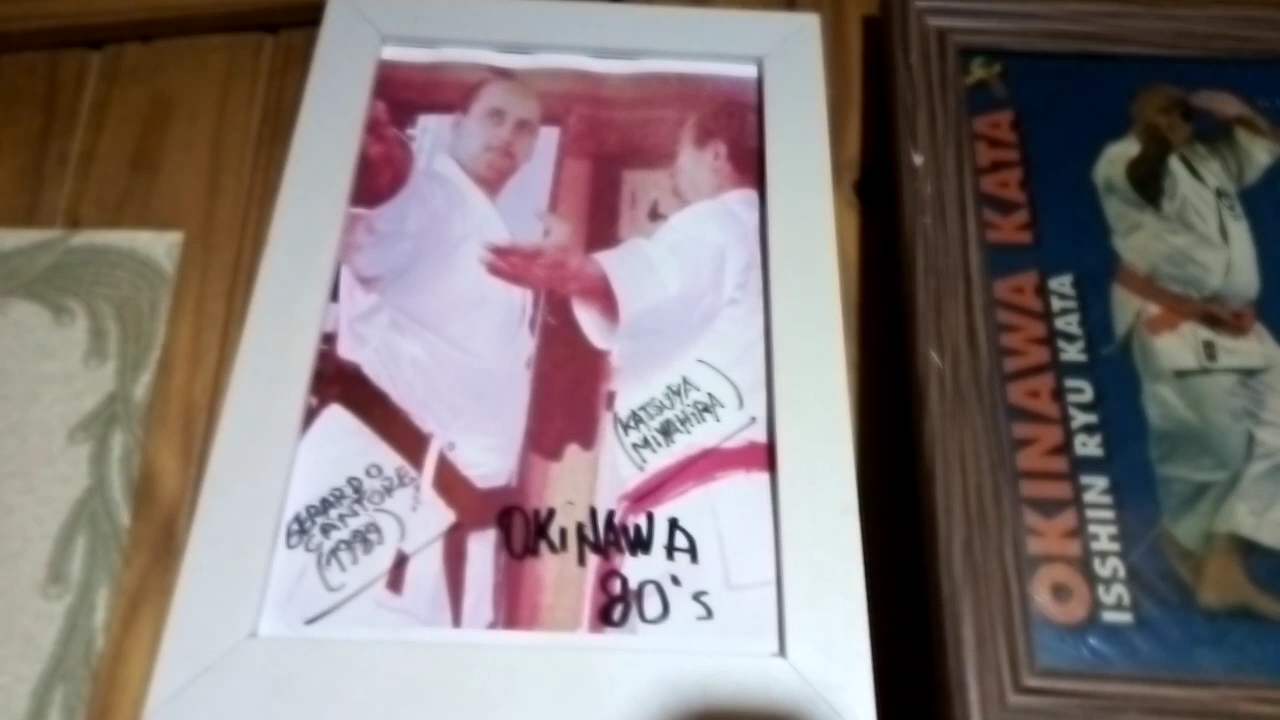 GERARDO
CANTORE
(1989)
(KATSUYA
MIYAHIRA)
OKINAWA
80's
OKINAWA KATA
ISSHIN RYU KATA